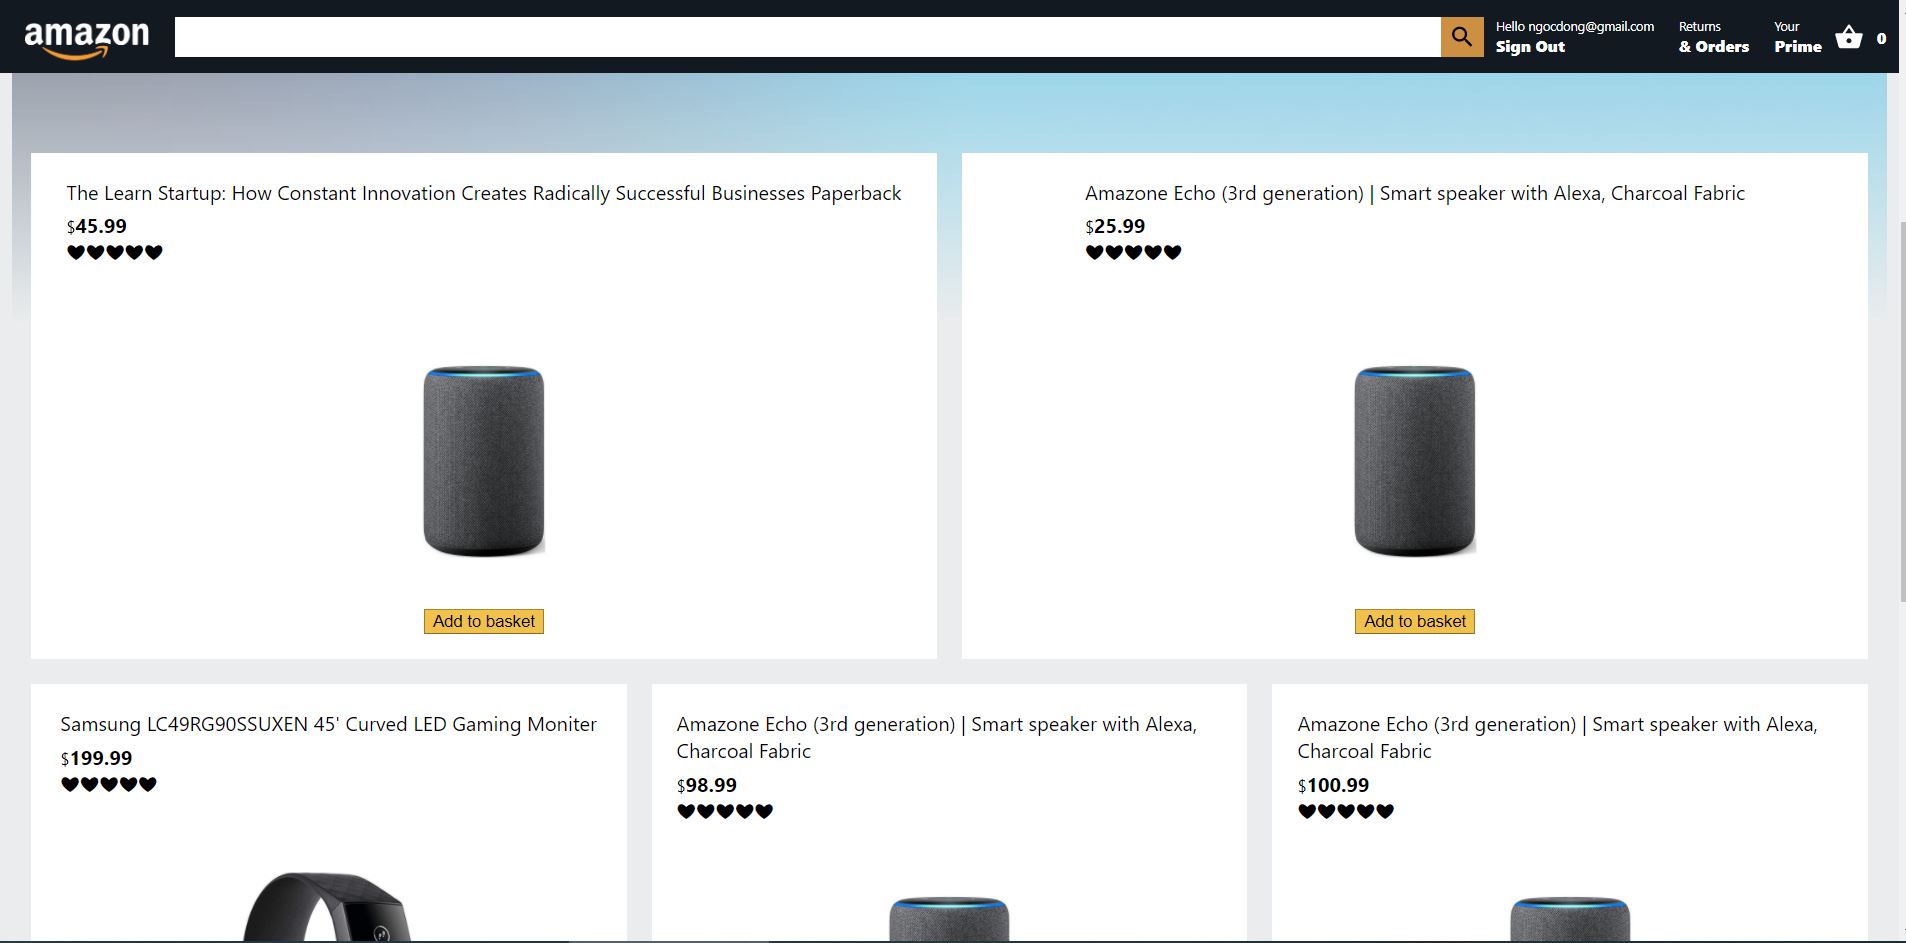 amazon
Hello ngocdong@gmail.com
Sign Out
Returns
& Orders
Your
Prime
0
The Learn Startup: How Constant Innovation Creates Radically Successful Businesses Paperback
$45.99
Add to basket
Amazone Echo (3rd generation) | Smart speaker with Alexa, Charcoal Fabric
$25.99
Add to basket
Samsung LC49RG90SSUXEN 45' Curved LED Gaming Moniter
$199.99
Amazone Echo (3rd generation) | Smart speaker with Alexa,
Charcoal Fabric
$98.99
Amazone Echo (3rd generation) | Smart speaker with Alexa,
Charcoal Fabric
$100.99